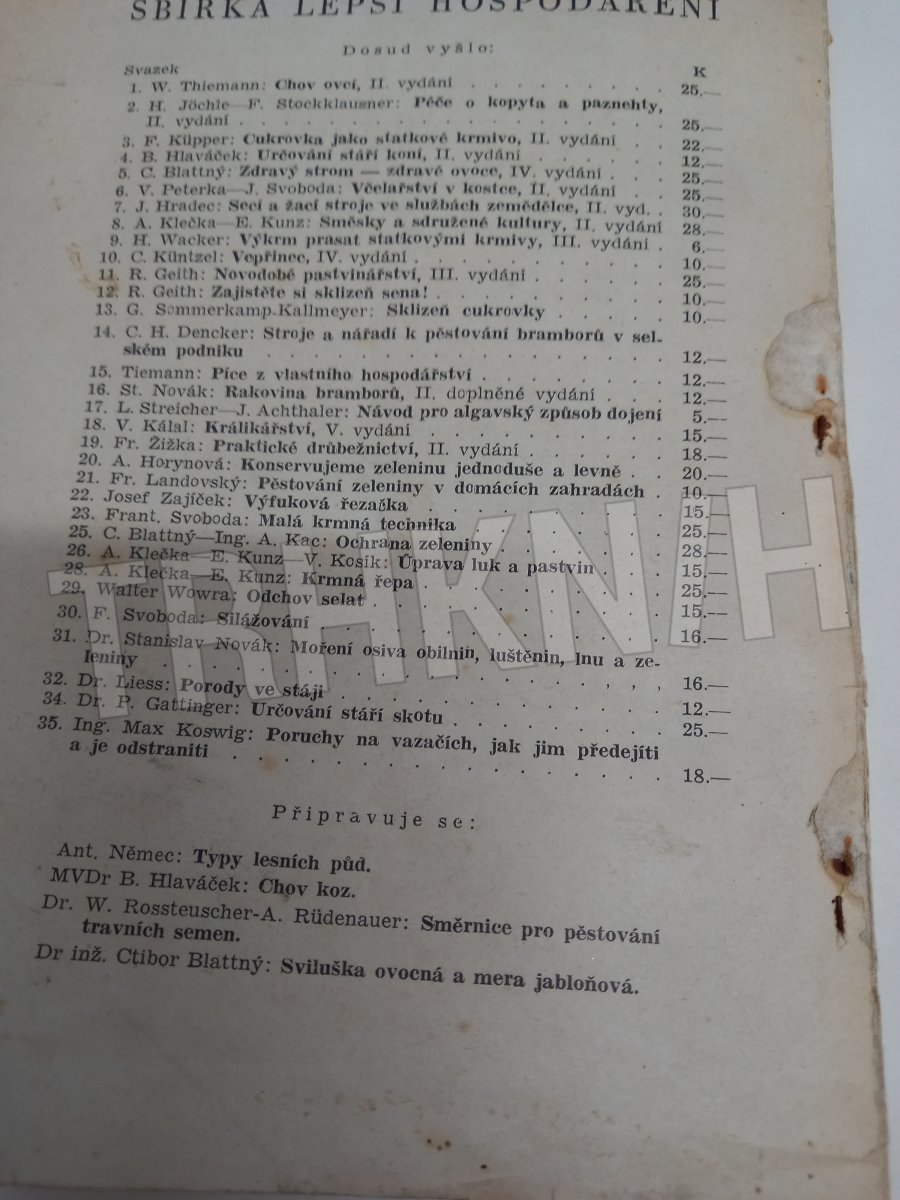 SBÍRKA LEPŠÍ HOSPODAŘENÍ
Dosud vyšlo:
Svazek K
1. W. Thiemann: Chov ovcí, II. vydání . . . . . . . . 25.—
2. H. Jöchle—F. Stockklausner: Péče o kopyta a paznehty,
II. vydání . . . . . . . . . . . . . . . . 25.—
3. F. Küpper: Cukrovka jako statkové krmivo, II. vydání . . 22.—
4. B. Hlaváček: Určování stáří koní, II. vydání . . . . . . 12.—
5. C. Blattný: Zdravý strom — zdravé ovoce, IV. vydání . . . 25.—
6. V. Peterka—J. Svoboda: Včelařství v kostce, II. vydání . . 25.—
7. J. Hradec: Secí a žací stroje ve službách zemědělce, II. vyd. . 30.—
8. A. Klečka—E. Kunz: Směsky a sdružené kultury, II. vydání 28.—
9. H. Wacker: Výkrm prasat statkovými krmivy, III. vydání . 6.—
10. C. Küntzel: Vepřinec, IV. vydání . . . . . . . . . 10.—
11. R. Geith: Novodobé pastvinářství, III. vydání . . . . . 25.—
12. R. Geith: Zajistěte si sklizeň sena! . . . . . . . . . 10.—
13. G. Sommerkamp-Kallmeyer: Sklizeň cukrovky . . . . . 10.—
14. C. H. Dencker: Stroje a nářadí k pěstování bramborů v sel-
ském podniku . . . . . . . . . . . . . . . 12.—
15. Tiemann: Píce z vlastního hospodářství . . . . . . . 12.—
16. St. Novák: Rakovina bramborů, II. doplněné vydání . . . 12.—
17. L. Streicher—J. Achthaler: Návod pro algavský způsob dojení 5.—
18. V. Kálal: Králikářství, V. vydání . . . . . . . . . 15.—
19. Fr. Žižka: Praktické drůbežnictví, II. vydání . . . . . 18.—
20. A. Horynová: Konservujeme zeleninu jednoduše a levně . . 20.—
21. Fr. Landovský: Pěstování zeleniny v domácích zahradách . 10.—
22. Josef Zajíček: Výfuková řezačka . . . . . . . . . 15.—
23. Frant. Svoboda: Malá krmná technika . . . . . . . 25.—
25. C. Blattný—Ing. A. Kac: Ochrana zeleniny . . . . . . 28.—
26. A. Klečka—E. Kunz—V. Kosík: Úprava luk a pastvin . . . 15.—
28. A. Klečka—E. Kunz: Krmná řepa . . . . . . . . . 25.—
29. Walter Wowra: Odchov selat . . . . . . . . . . . 15.—
30. F. Svoboda: Silážování . . . . . . . . . . . . 16.—
31. Dr. Stanislav Novák: Moření osiva obilnin, luštěnin, lnu a ze-
leniny . . . . . . . . . . . . . . . . . 16.—
32. Dr. Liess: Porody ve stáji . . . . . . . . . . . 12.—
34. Dr. P. Gattinger: Určování stáří skotu . . . . . . . . 25.—
35. Ing. Max Koswig: Poruchy na vazačích, jak jim předejíti
a je odstraniti . . . . . . . . . . . . . . 18.—
Připravuje se:
Ant. Němec: Typy lesních půd.
MVDr B. Hlaváček: Chov koz.
Dr. W. Rossteuscher-A. Rüdenauer: Směrnice pro pěstování
travních semen.
Dr inž. Ctibor Blattný: Sviluška ovocná a mera jabloňová.